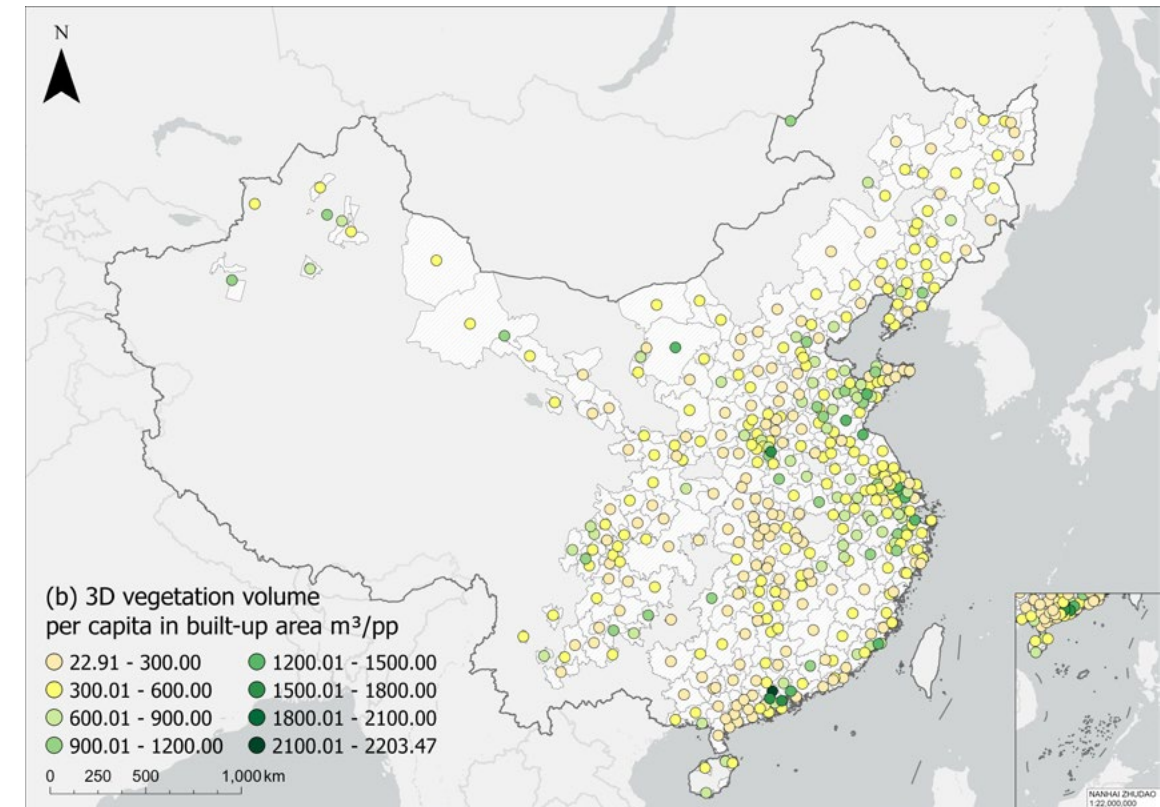 N
(b) 3D vegetation volume
per capita in built-up area m³/pp
22.91 - 300.00
300.01 - 600.00
600.01 - 900.00
900.01 - 1200.00
1200.01 - 1500.00
1500.01 - 1800.00
1800.01 - 2100.00
2100.01 - 2203.47
0 250 500 1,000 km
NANHAI ZHUDAO
1:22,000,000